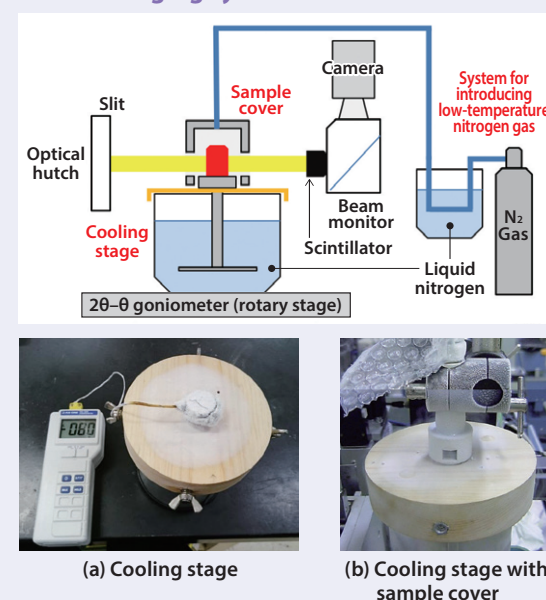 Camera
Sample
cover
System for
introducing
low-temperature
nitrogen gas
Slit
Optical
hutch
Beam
monitor
N₂
Gas
Cooling
stage
Scintillator
Liquid
nitrogen
2θ–θ goniometer (rotary stage)
(a) Cooling stage
(b) Cooling stage with
sample cover